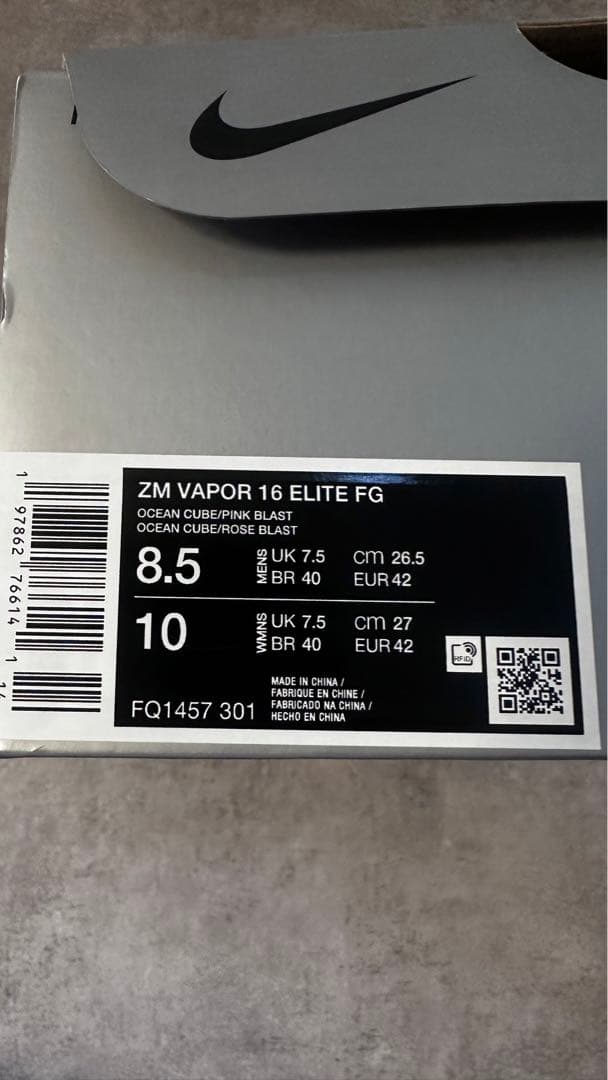 ZM VAPOR 16 ELITE FG
OCEAN CUBE/PINK BLAST
OCEAN CUBE/ROSE BLAST
8.5 MENS UK 7.5 cm 26.5
BR 40 EUR 42
10 WMNS UK 7.5 cm 27
BR 40 EUR 42
RFID
MADE IN CHINA /
FABRIQUE EN CHINE /
FABRICADO NA CHINA /
HECHO EN CHINA
FQ1457 301
1 97862 76614 1